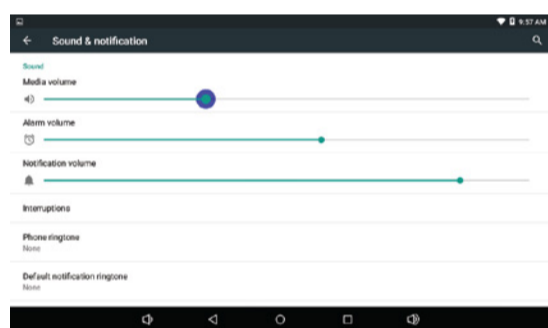 9:57 AM
Sound & notification
Sound
Media volume
Alarm volume
Notification volume
Interruptions
Phone ringtone
None
Default notification ringtone
None